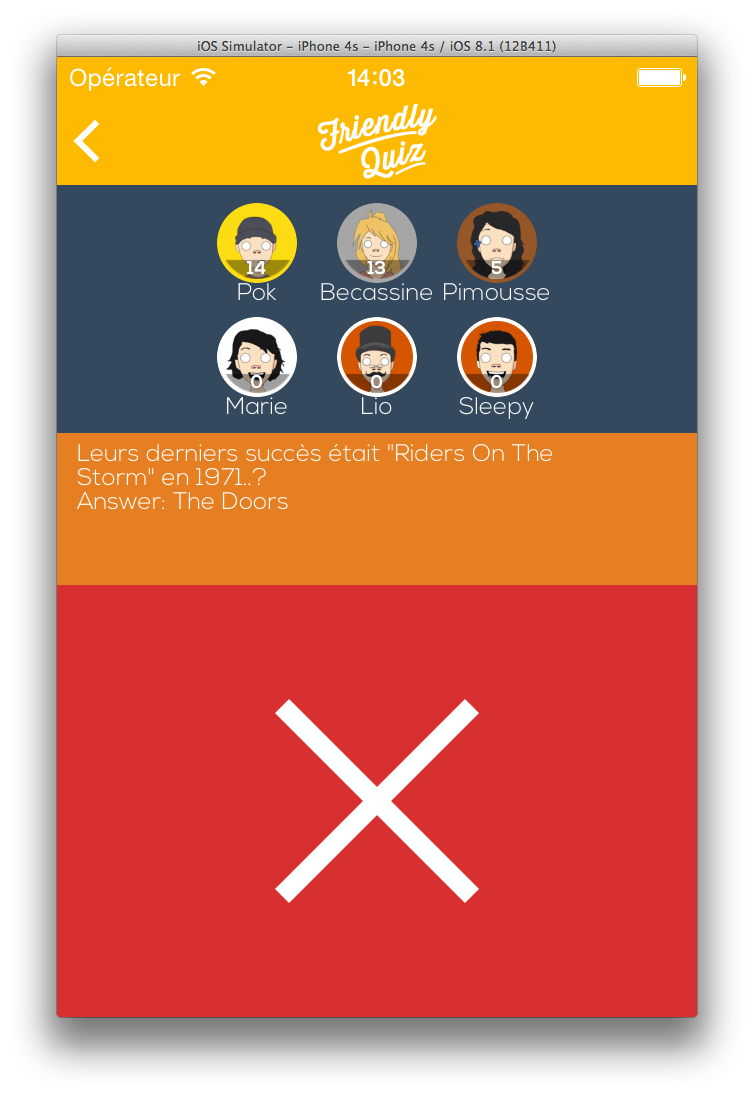 iOS Simulator – iPhone 4s – iPhone 4s / iOS 8.1 (12B411)
Opérateur 14:03
Friendly
Quiz
14 13 5
Pok Becassine Pimousse
0 0 0
Marie Lio Sleepy
Leurs derniers succès était "Riders On The
Storm" en 1971..?
Answer: The Doors